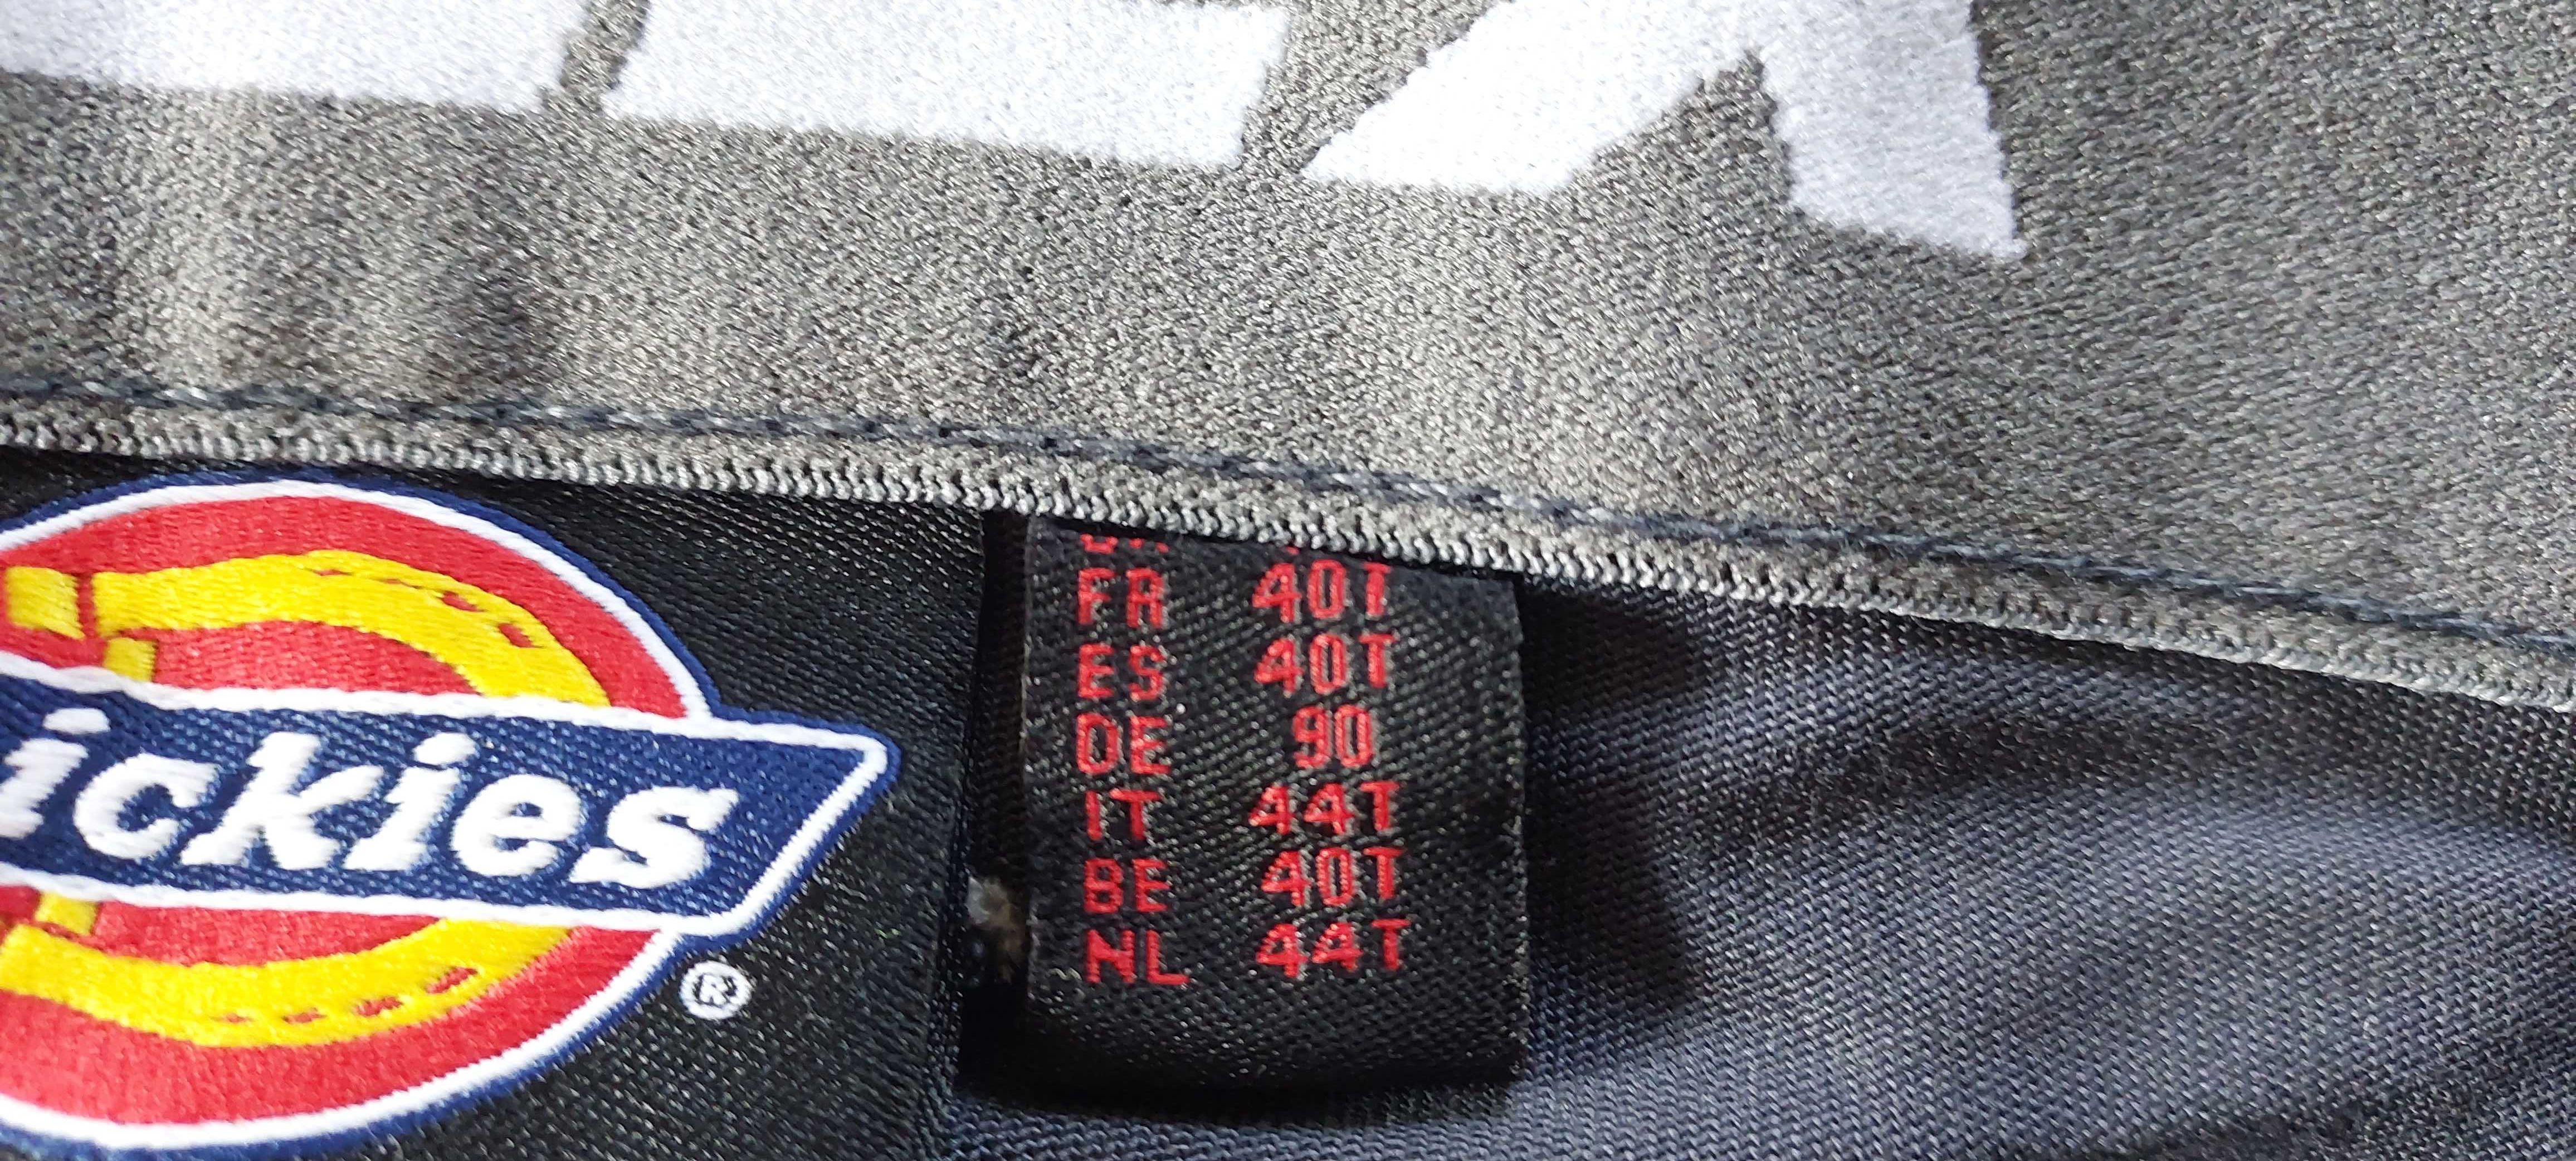 ickies
®
FR 40T
ES 40T
DE 90
IT 44T
BE 40T
NL 44T